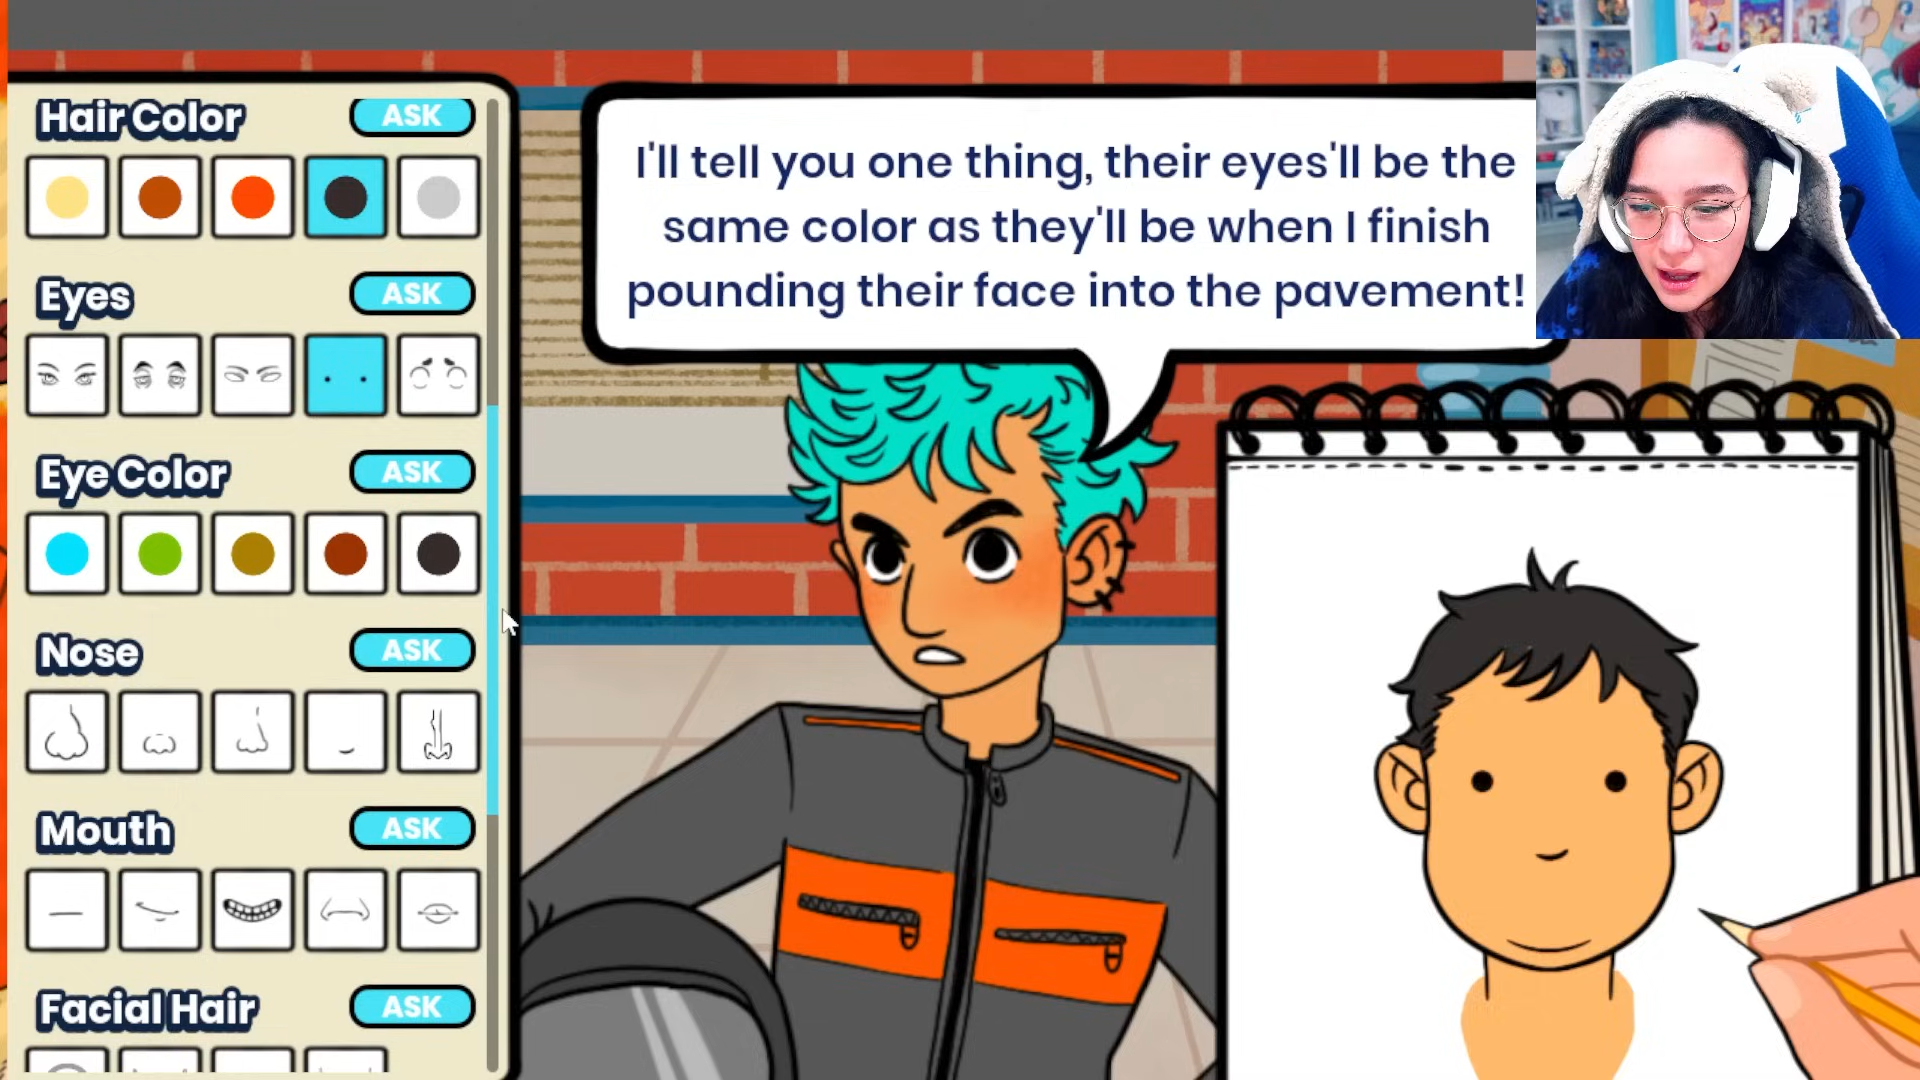 Hair Color
ASK
Eyes
ASK
Eye Color
ASK
Nose
ASK
Mouth
ASK
Facial Hair
ASK
I'll tell you one thing, their eyes'll be the
same color as they'll be when I finish
pounding their face into the pavement!